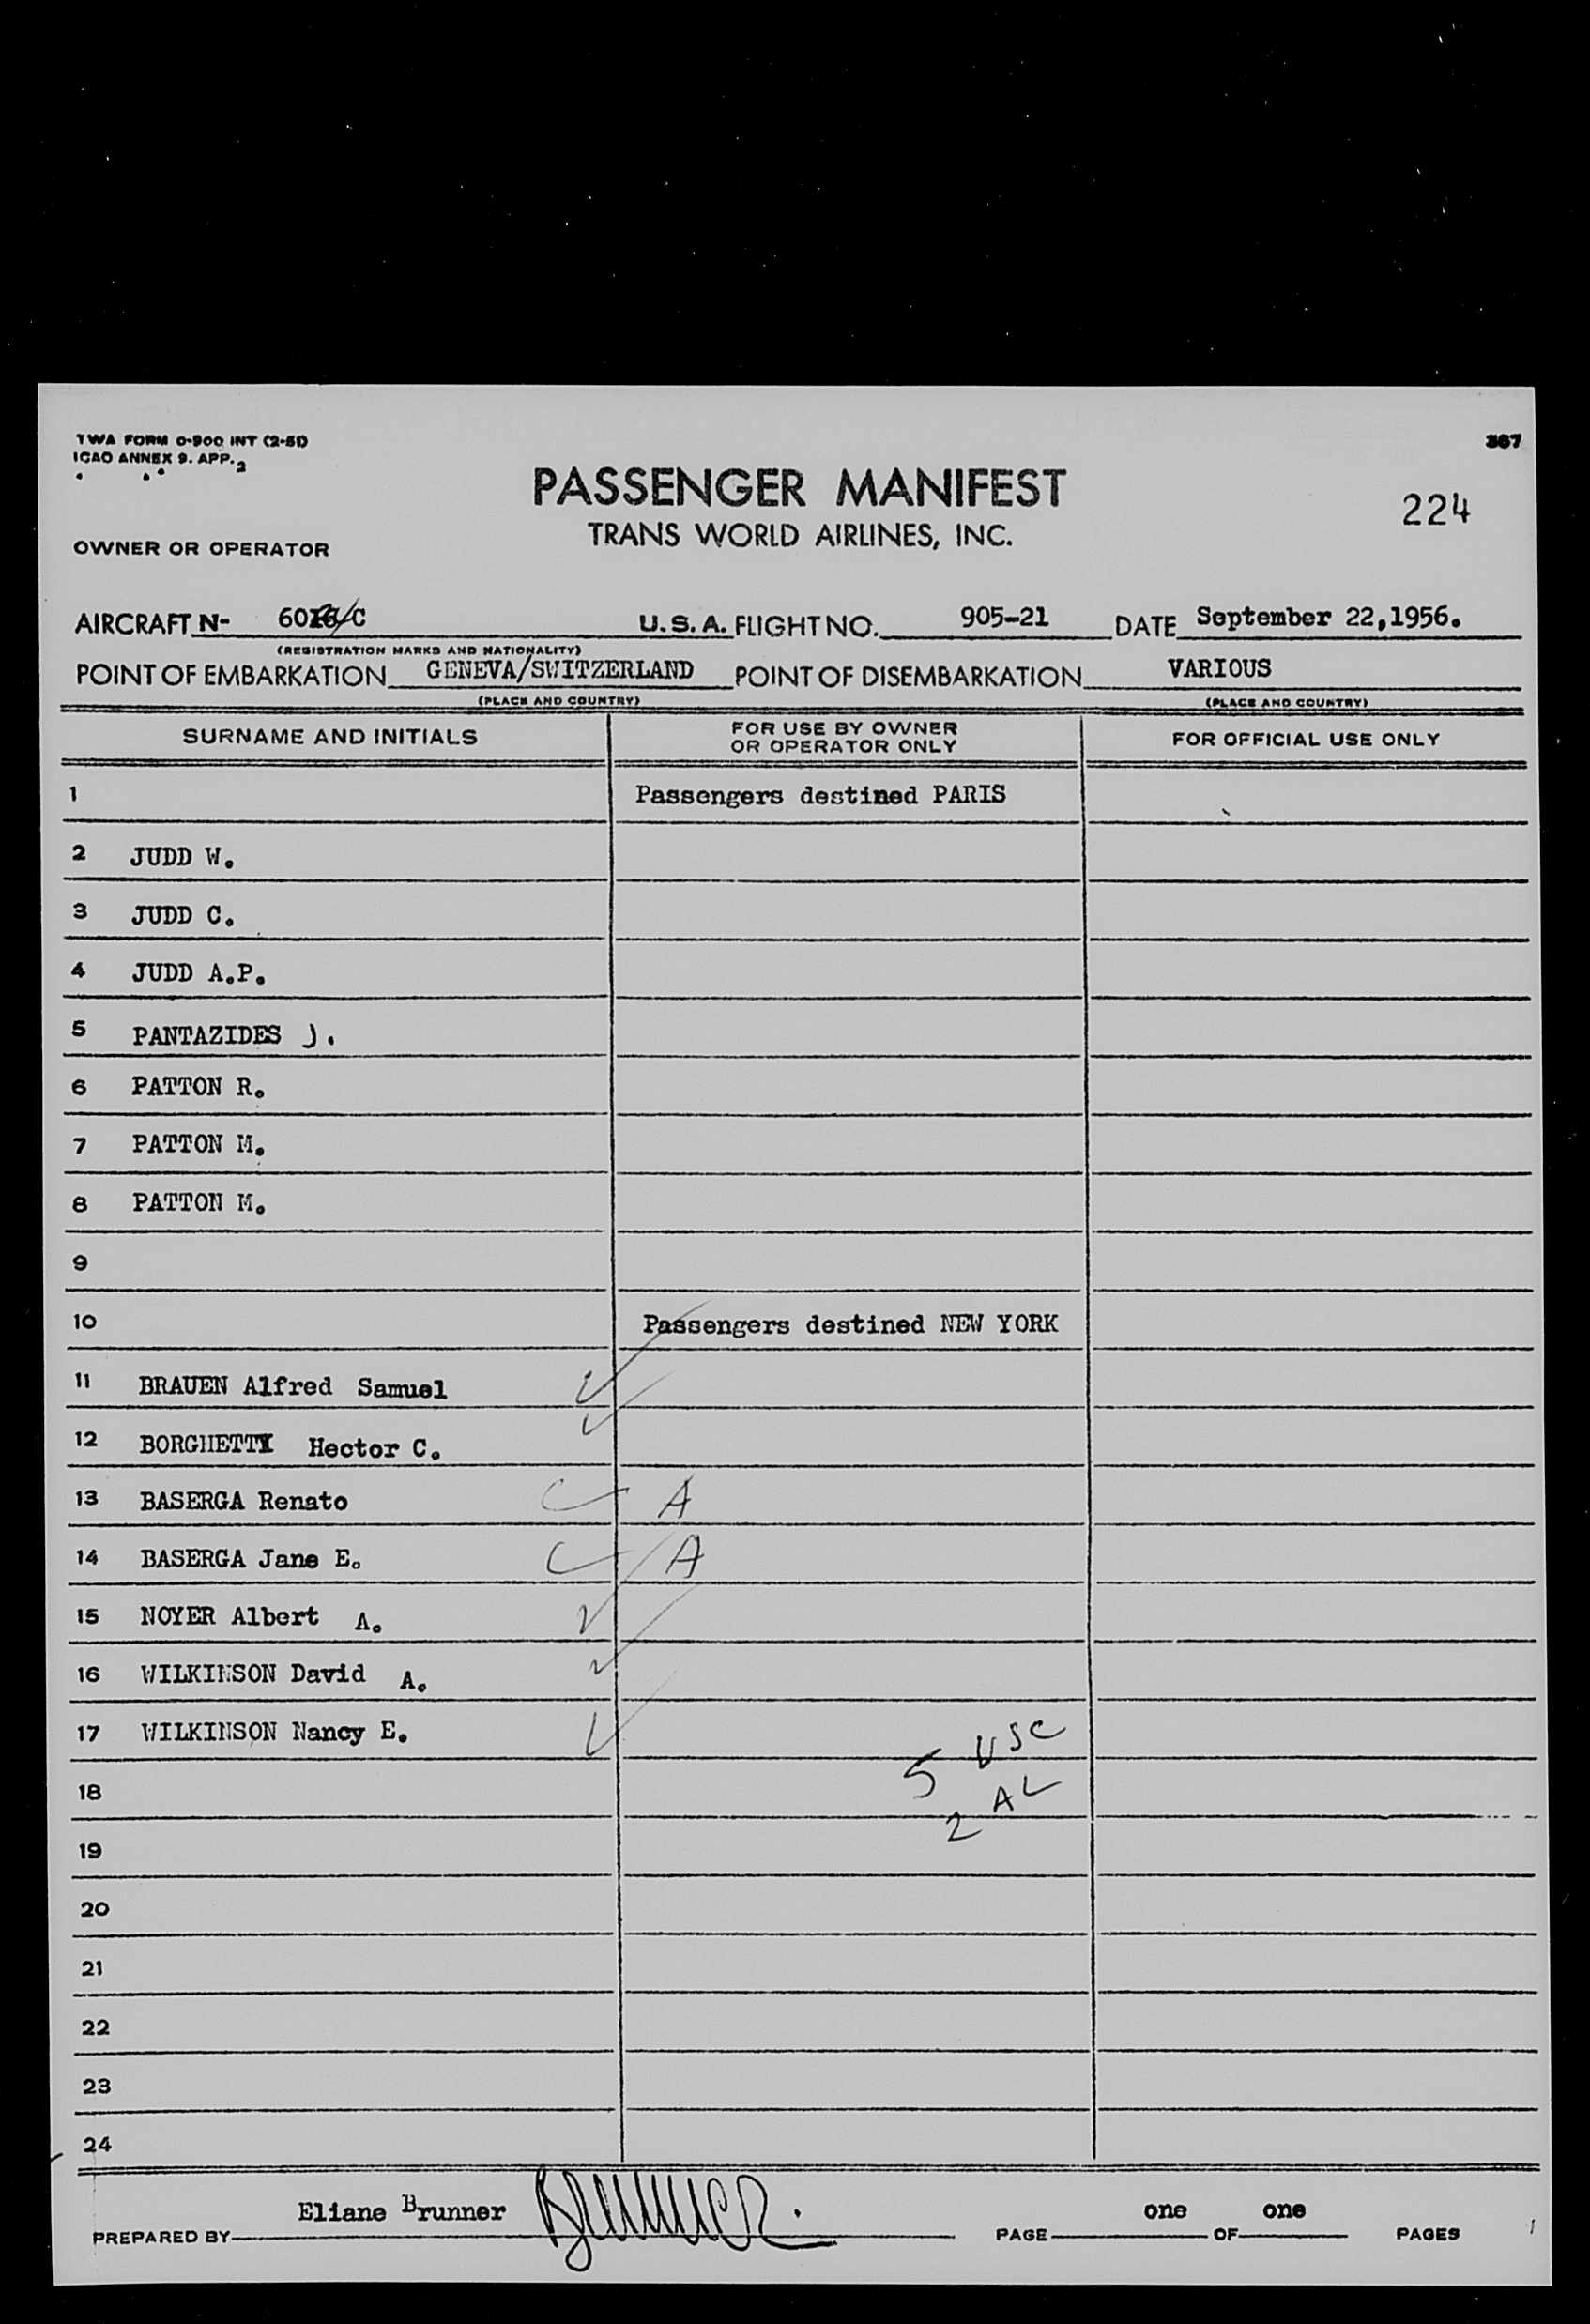 TWA FORM O-900 INT (2-51)
ICAO ANNEX 9. APP. 2
367
PASSENGER MANIFEST
224
TRANS WORLD AIRLINES, INC.
OWNER OR OPERATOR
AIRCRAFT N- U.S.A. FLIGHT NO. 905-21 DATE September 22,1956.
(REGISTRATION MARKS AND NATIONALITY)
POINT OF EMBARKATION GENEVA/SWITZERLAND POINT OF DISEMBARKATION VARIOUS
(PLACE AND COUNTRY) (PLACE AND COUNTRY)
SURNAME AND INITIALS FOR USE BY OWNER OR OPERATOR ONLY FOR OFFICIAL USE ONLY
1 Passengers destined PARIS
2 JUDD W.
3 JUDD C.
4 JUDD A.P.
5 PANTAZIDES J.
6 PATTON R.
7 PATTON M.
8 PATTON M.
9
10 Passengers destined NEW YORK
11 BRAUEN Alfred Samuel
12 BORGHETTI Hector C.
13 BASERGA Renato A
14 BASERGA Jane E. A
15 NOYER Albert A.
16 WILKINSON David A.
17 WILKINSON Nancy E.
5 USC
18
2 AL
19
20
21
22
23
24
PREPARED BY Eliane Brunner PAGE one OF one PAGES